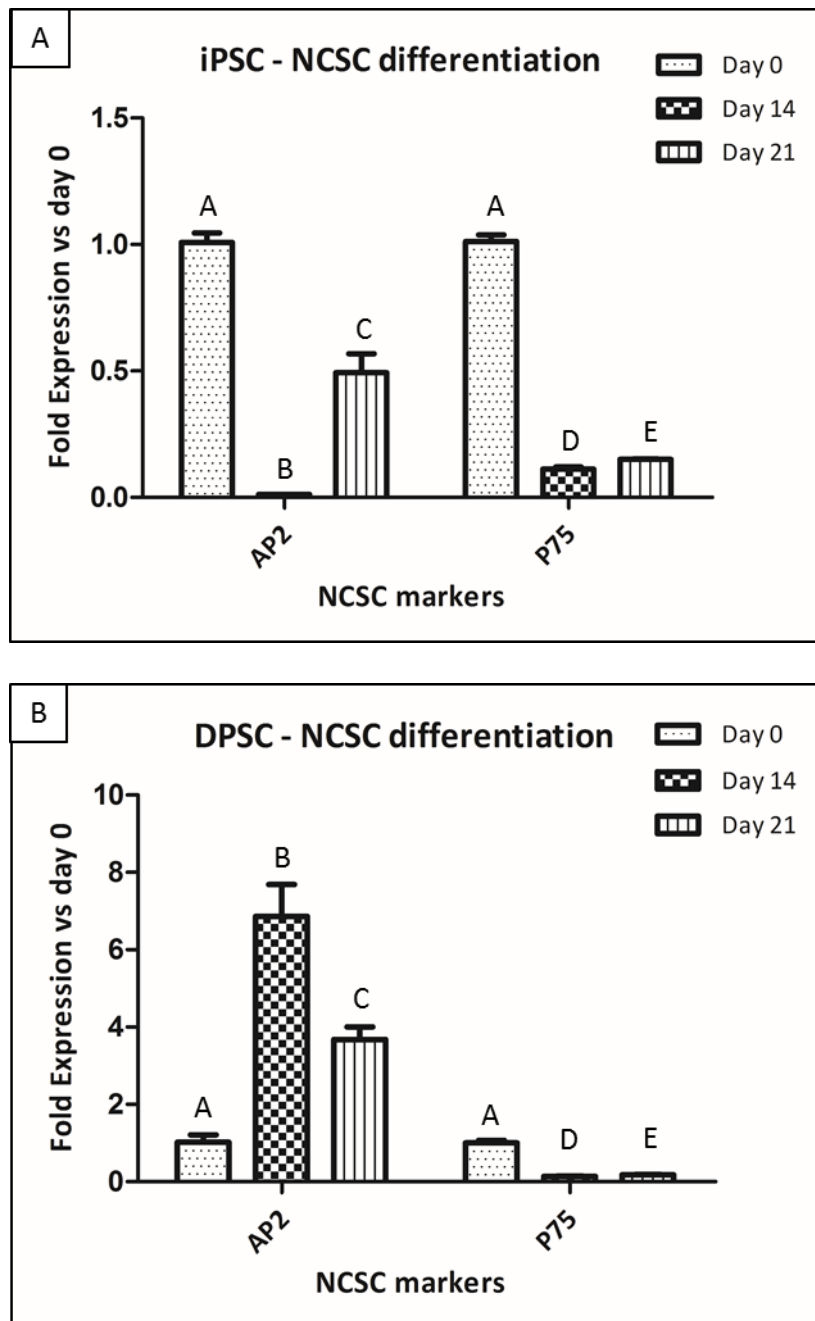 A
iPSC - NCSC differentiation
Day 0
Day 14
Day 21
Fold Expression vs day 0
1.5
1.0
0.5
0.0
A
B
C
A
D
E
AP2
P75
NCSC markers
B
DPSC - NCSC differentiation
Day 0
Day 14
Day 21
Fold Expression vs day 0
10
8
6
4
2
0
A
B
C
A
D
E
AP2
P75
NCSC markers